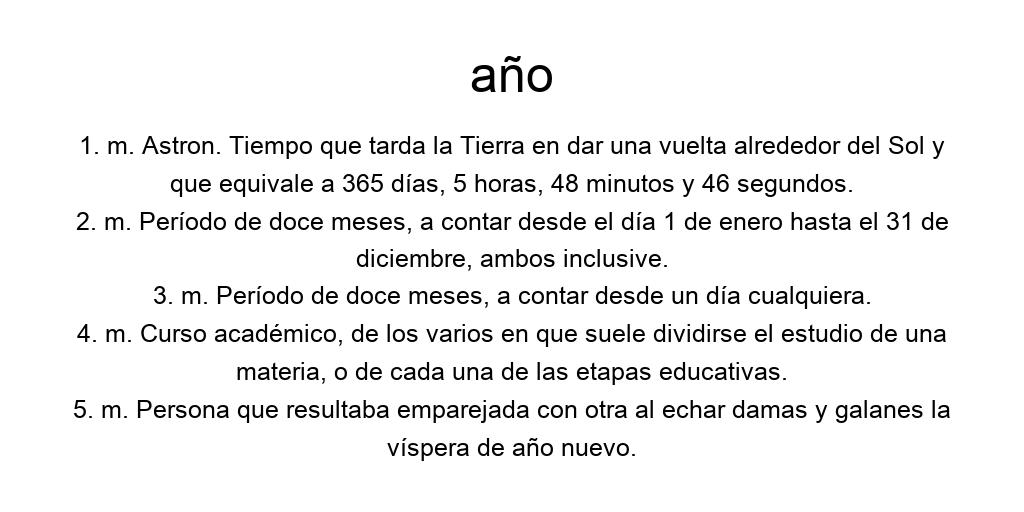 año
1. m. Astron. Tiempo que tarda la Tierra en dar una vuelta alrededor del Sol y
que equivale a 365 días, 5 horas, 48 minutos y 46 segundos.
2. m. Período de doce meses, a contar desde el día 1 de enero hasta el 31 de
diciembre, ambos inclusive.
3. m. Período de doce meses, a contar desde un día cualquiera.
4. m. Curso académico, de los varios en que suele dividirse el estudio de una
materia, o de cada una de las etapas educativas.
5. m. Persona que resultaba emparejada con otra al echar damas y galanes la
víspera de año nuevo.